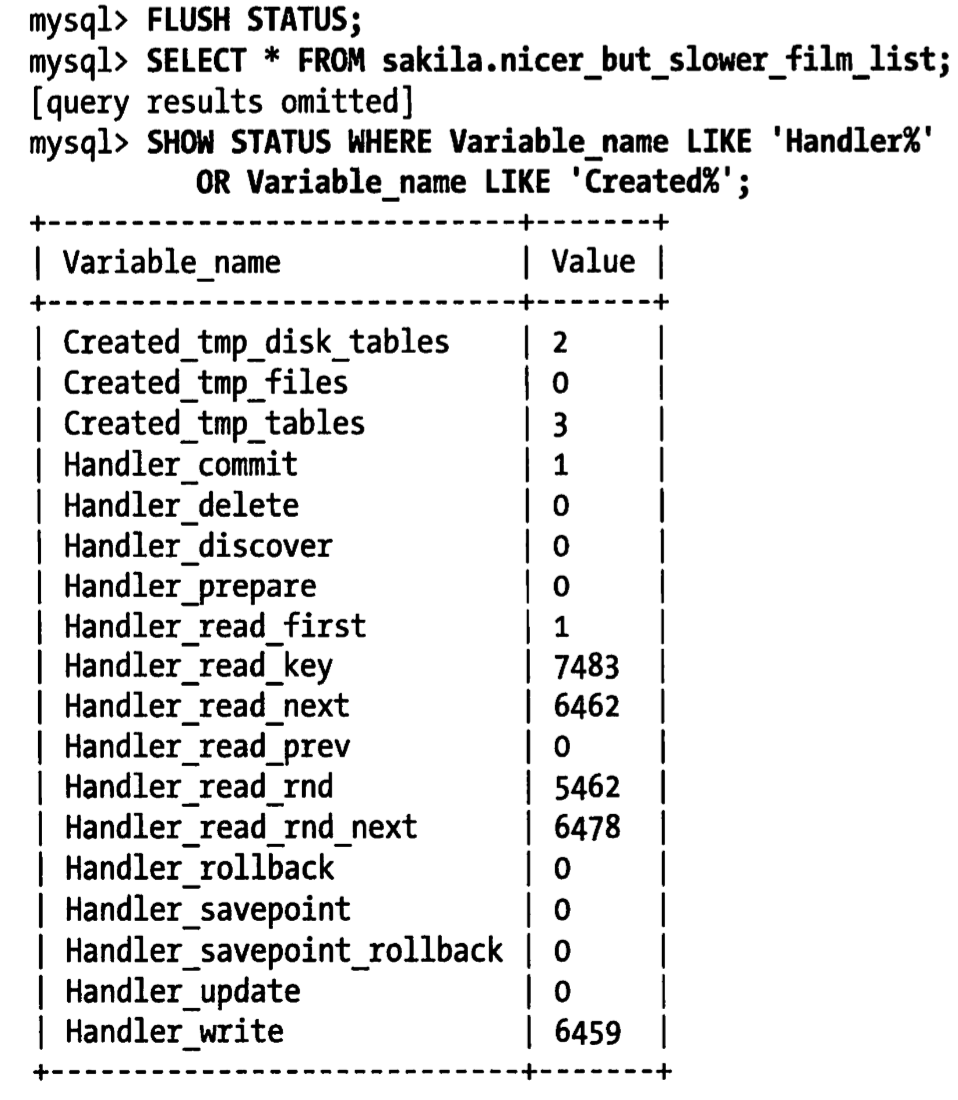 mysql> FLUSH STATUS;
mysql> SELECT * FROM sakila.nicer_but_slower_film_list;
[query results omitted]
mysql> SHOW STATUS WHERE Variable_name LIKE 'Handler%'
OR Variable_name LIKE 'Created%';
+----------------------------+-------+
| Variable_name | Value |
+----------------------------+-------+
| Created_tmp_disk_tables | 2 |
| Created_tmp_files | 0 |
| Created_tmp_tables | 3 |
| Handler_commit | 1 |
| Handler_delete | 0 |
| Handler_discover | 0 |
| Handler_prepare | 0 |
| Handler_read_first | 1 |
| Handler_read_key | 7483 |
| Handler_read_next | 6462 |
| Handler_read_prev | 0 |
| Handler_read_rnd | 5462 |
| Handler_read_rnd_next | 6478 |
| Handler_rollback | 0 |
| Handler_savepoint | 0 |
| Handler_savepoint_rollback | 0 |
| Handler_update | 0 |
| Handler_write | 6459 |
+----------------------------+-------+